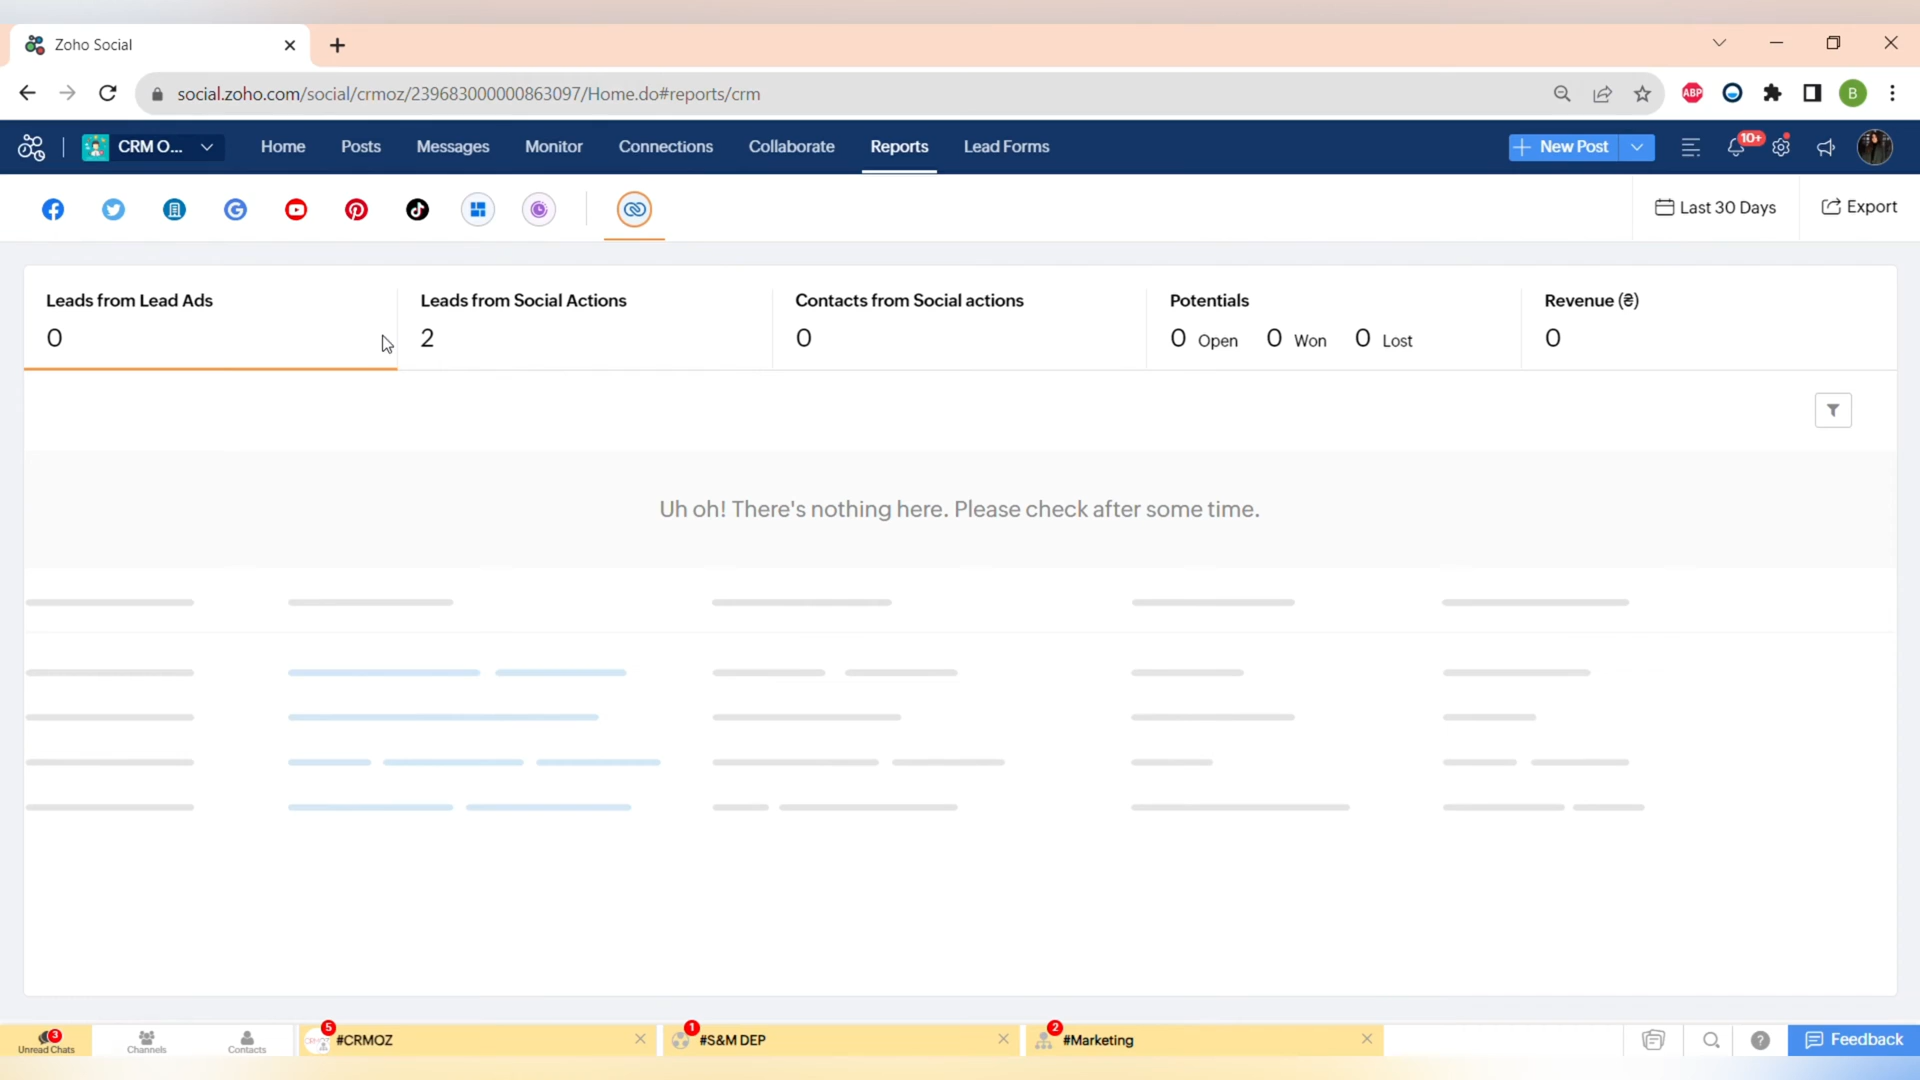 Zoho Social
social.zoho.com/social/crmoz/239683000000863097/Home.do#reports/crm
ABP
B
CRM O...
Home
Posts
Messages
Monitor
Connections
Collaborate
Reports
Lead Forms
New Post
10+
Last 30 Days
Export
Leads from Lead Ads
0
Leads from Social Actions
2
Contacts from Social actions
0
Potentials
0 Open 0 Won 0 Lost
Revenue (₴)
0
Uh oh! There's nothing here. Please check after some time.
3
Unread Chats
Channels
Contacts
5
#CRMOZ
1
#S&M DEP
2
#Marketing
?
Feedback